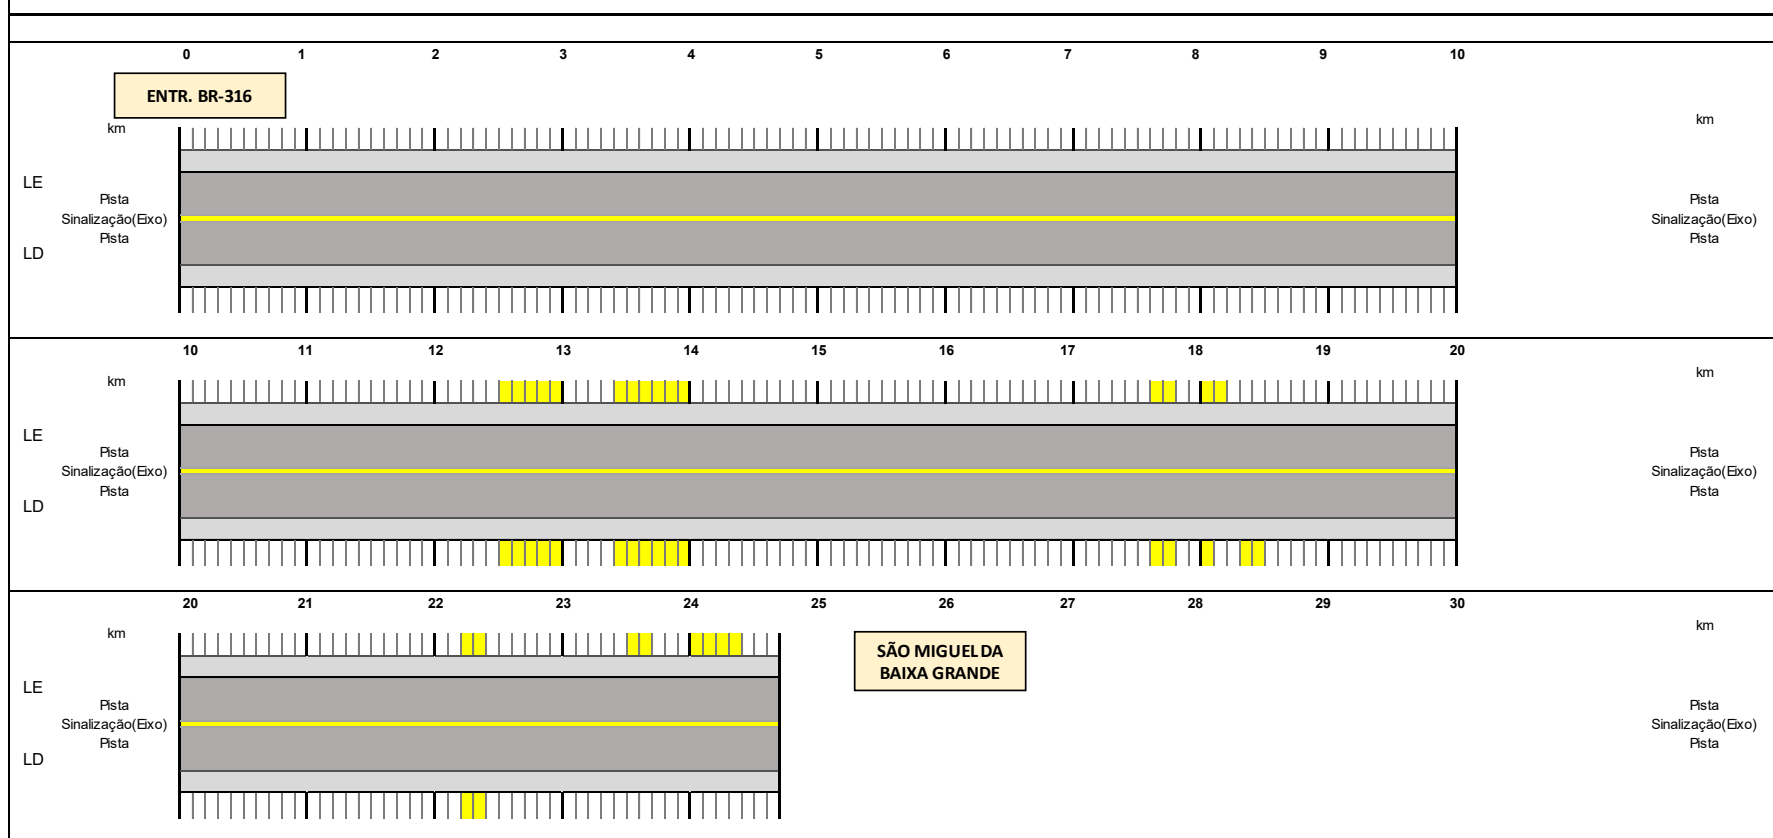 0 1 2 3 4 5 6 7 8 9 10
ENTR. BR-316
km km
LE
Pista Pista
Sinalização(Eixo) Sinalização(Eixo)
Pista Pista
LD
10 11 12 13 14 15 16 17 18 19 20
km km
LE
Pista Pista
Sinalização(Eixo) Sinalização(Eixo)
Pista Pista
LD
20 21 22 23 24 25 26 27 28 29 30
km km
SÃO MIGUEL DA
BAIXA GRANDE
LE
Pista Pista
Sinalização(Eixo) Sinalização(Eixo)
Pista Pista
LD